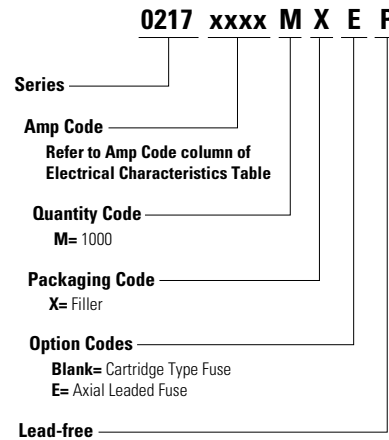 0217 xxxx M X E P
Series
Amp Code
Refer to Amp Code column of
Electrical Characteristics Table
Quantity Code
M= 1000
Packaging Code
X= Filler
Option Codes
Blank= Cartridge Type Fuse
E= Axial Leaded Fuse
Lead-free